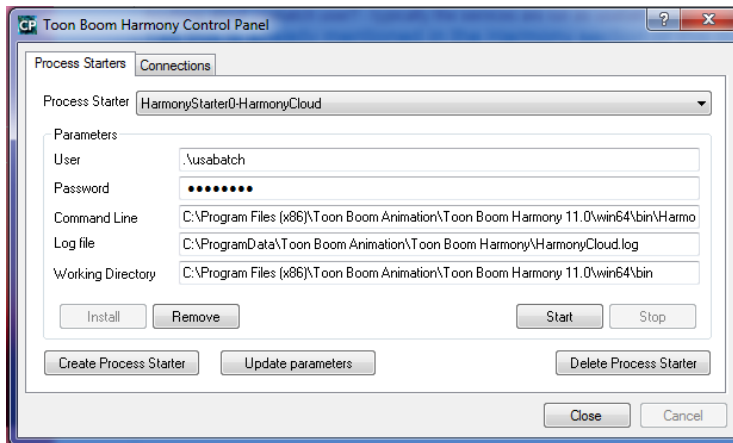 CP Toon Boom Harmony Control Panel
Process Starters Connections
Process Starter HarmonyStarter0-HarmonyCloud
Parameters
User .\usabatch
Password ●●●●●●●●
Command Line C:\Program Files (x86)\Toon Boom Animation\Toon Boom Harmony 11.0\win64\bin\Harmo
Log file C:\ProgramData\Toon Boom Animation\Toon Boom Harmony\HarmonyCloud.log
Working Directory C:\Program Files (x86)\Toon Boom Animation\Toon Boom Harmony 11.0\win64\bin
Install Remove Start Stop
Create Process Starter Update parameters Delete Process Starter
Close Cancel